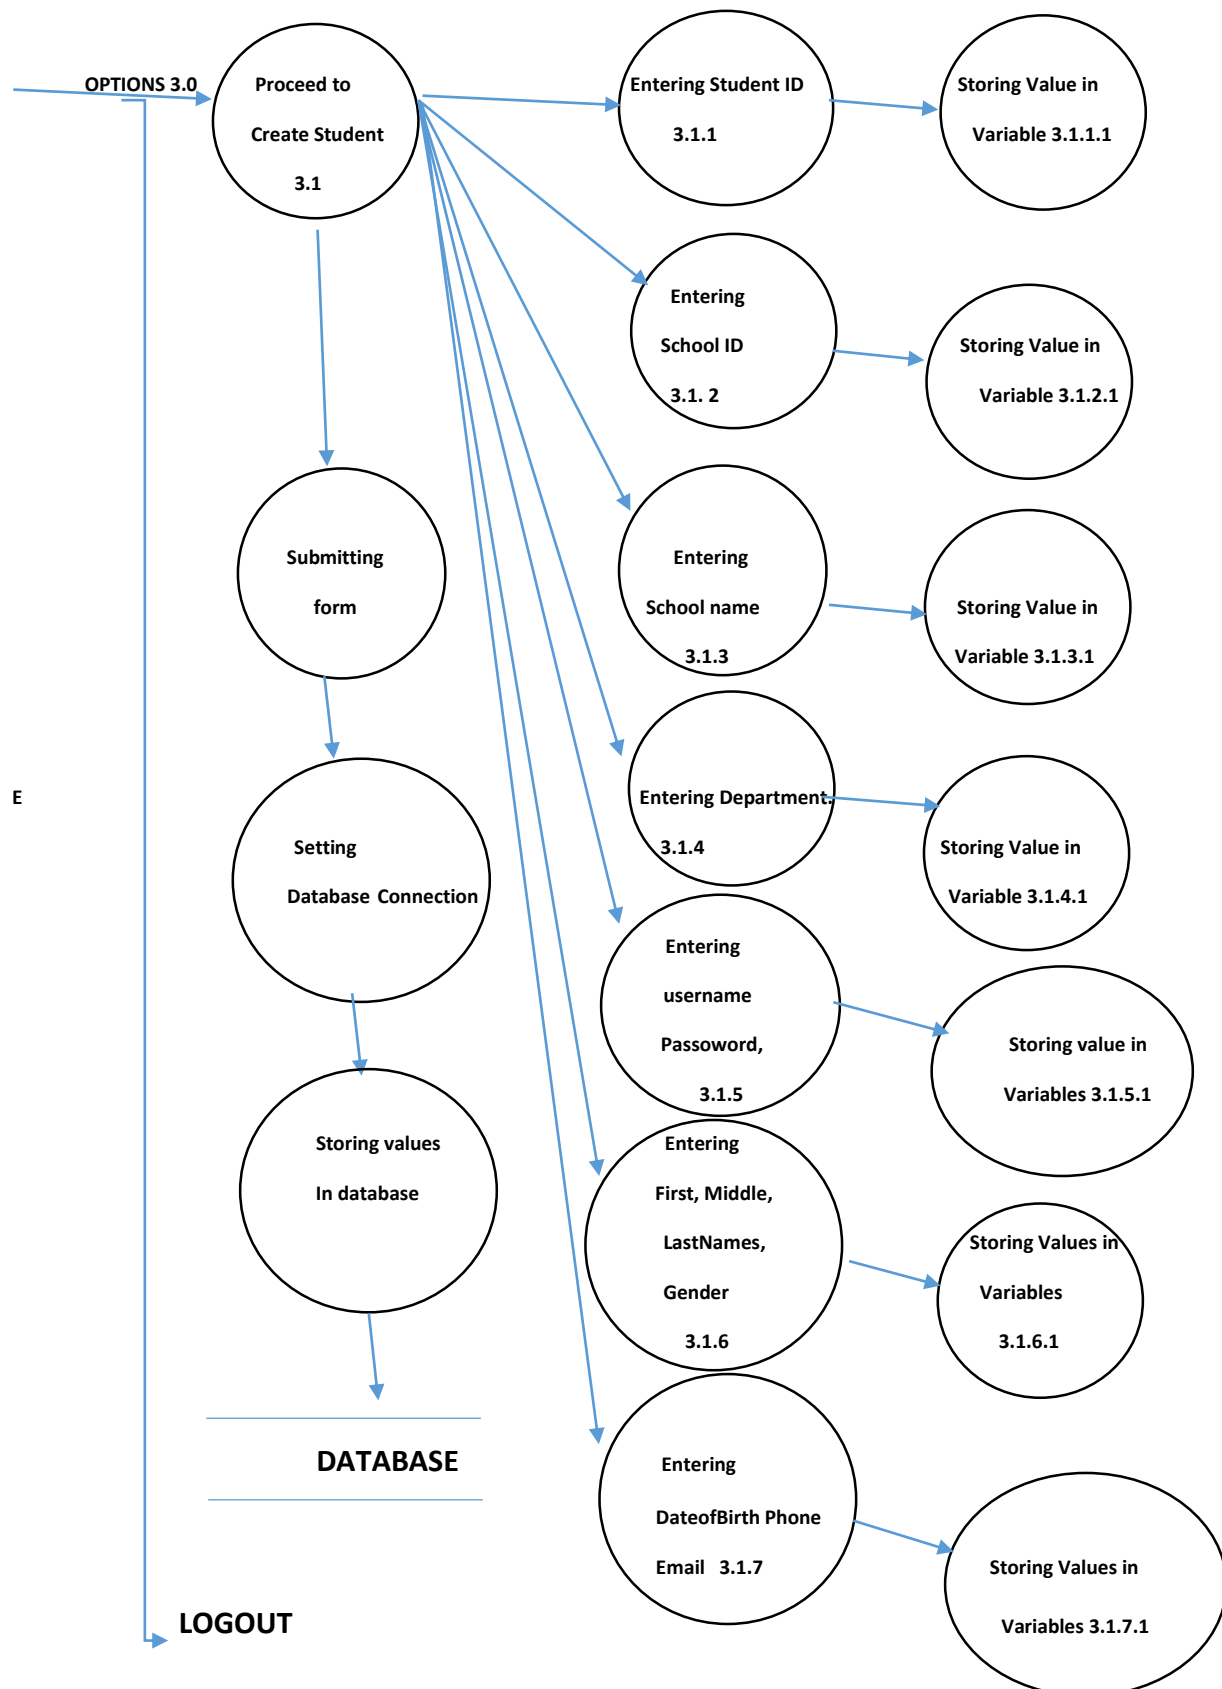 OPTIONS 3.0
Proceed to
Create Student
3.1
Entering Student ID
3.1.1
Storing Value in
Variable 3.1.1.1
Entering
School ID
3.1. 2
Storing Value in
Variable 3.1.2.1
Submitting
form
Entering
School name
3.1.3
Storing Value in
Variable 3.1.3.1
E
Setting
Database Connection
Entering Department.
3.1.4
Storing Value in
Variable 3.1.4.1
Entering
username
Passoword,
3.1.5
Storing value in
Variables 3.1.5.1
Storing values
In database
Entering
First, Middle,
LastNames,
Gender
3.1.6
Storing Values in
Variables
3.1.6.1
DATABASE
Entering
DateofBirth Phone
Email 3.1.7
Storing Values in
Variables 3.1.7.1
LOGOUT